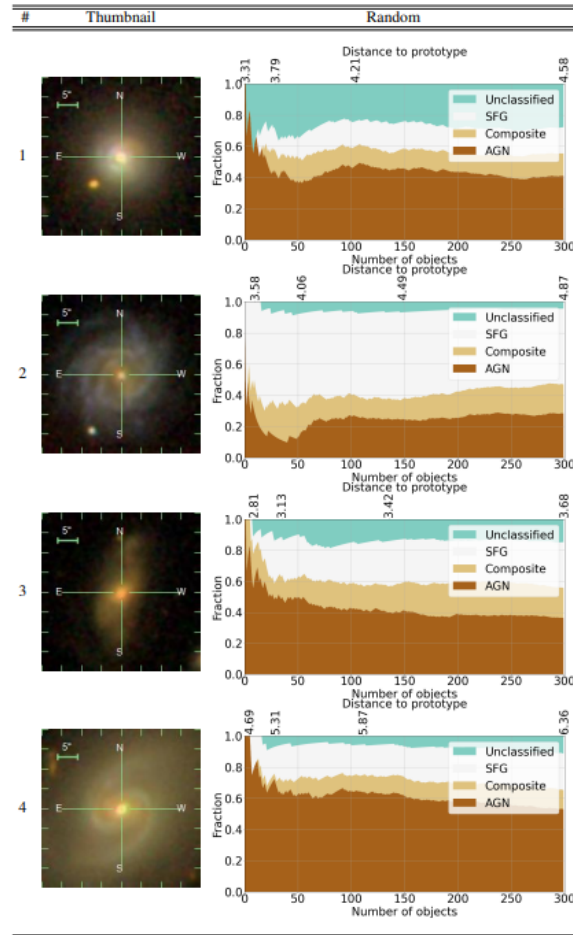 # Thumbnail Random
Distance to prototype
3.31 3.79 4.21 4.58
1
5"
N
E W
S
Fraction
1.0
0.8
0.6
0.4
0.2
0.0
Unclassified
SFG
Composite
AGN
0 50 100 150 200 250 300
Number of objects
Distance to prototype
3.58 4.06 4.49 4.87
2
5"
N
E W
S
Fraction
1.0
0.8
0.6
0.4
0.2
0.0
Unclassified
SFG
Composite
AGN
0 50 100 150 200 250 300
Number of objects
Distance to prototype
2.81 3.13 3.42 3.68
3
5"
N
E W
S
Fraction
1.0
0.8
0.6
0.4
0.2
0.0
Unclassified
SFG
Composite
AGN
0 50 100 150 200 250 300
Number of objects
Distance to prototype
4.69 5.31 5.87 6.36
4
5"
N
E W
S
Fraction
1.0
0.8
0.6
0.4
0.2
0.0
Unclassified
SFG
Composite
AGN
0 50 100 150 200 250 300
Number of objects